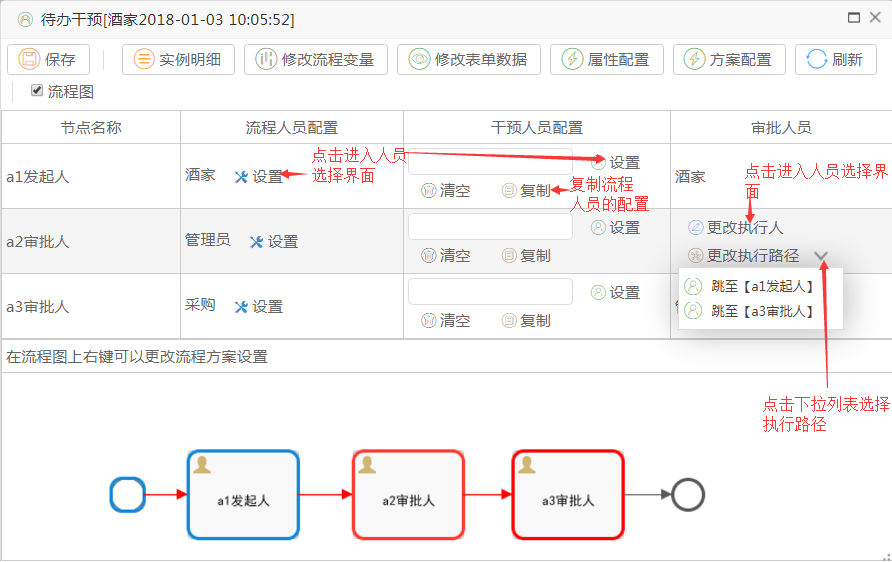 待办干预[酒家2018-01-03 10:05:52]
保存 实例明细 修改流程变量 修改表单数据 属性配置 方案配置 刷新
流程图
节点名称 流程人员配置 干预人员配置 审批人员
a1发起人 酒家 设置 点击进入人员
选择界面
设置
清空 复制 复制流程
人员的配置
酒家 点击进入人员选择界
面
a2审批人 管理员 设置 设置 更改执行人
清空 复制 更改执行路径
跳至【a1发起人】
跳至【a3审批人】
a3审批人 采购 设置 设置
清空 复制
在流程图上右键可以更改流程方案设置
点击下拉列表选择
执行路径
a1发起人 a2审批人 a3审批人